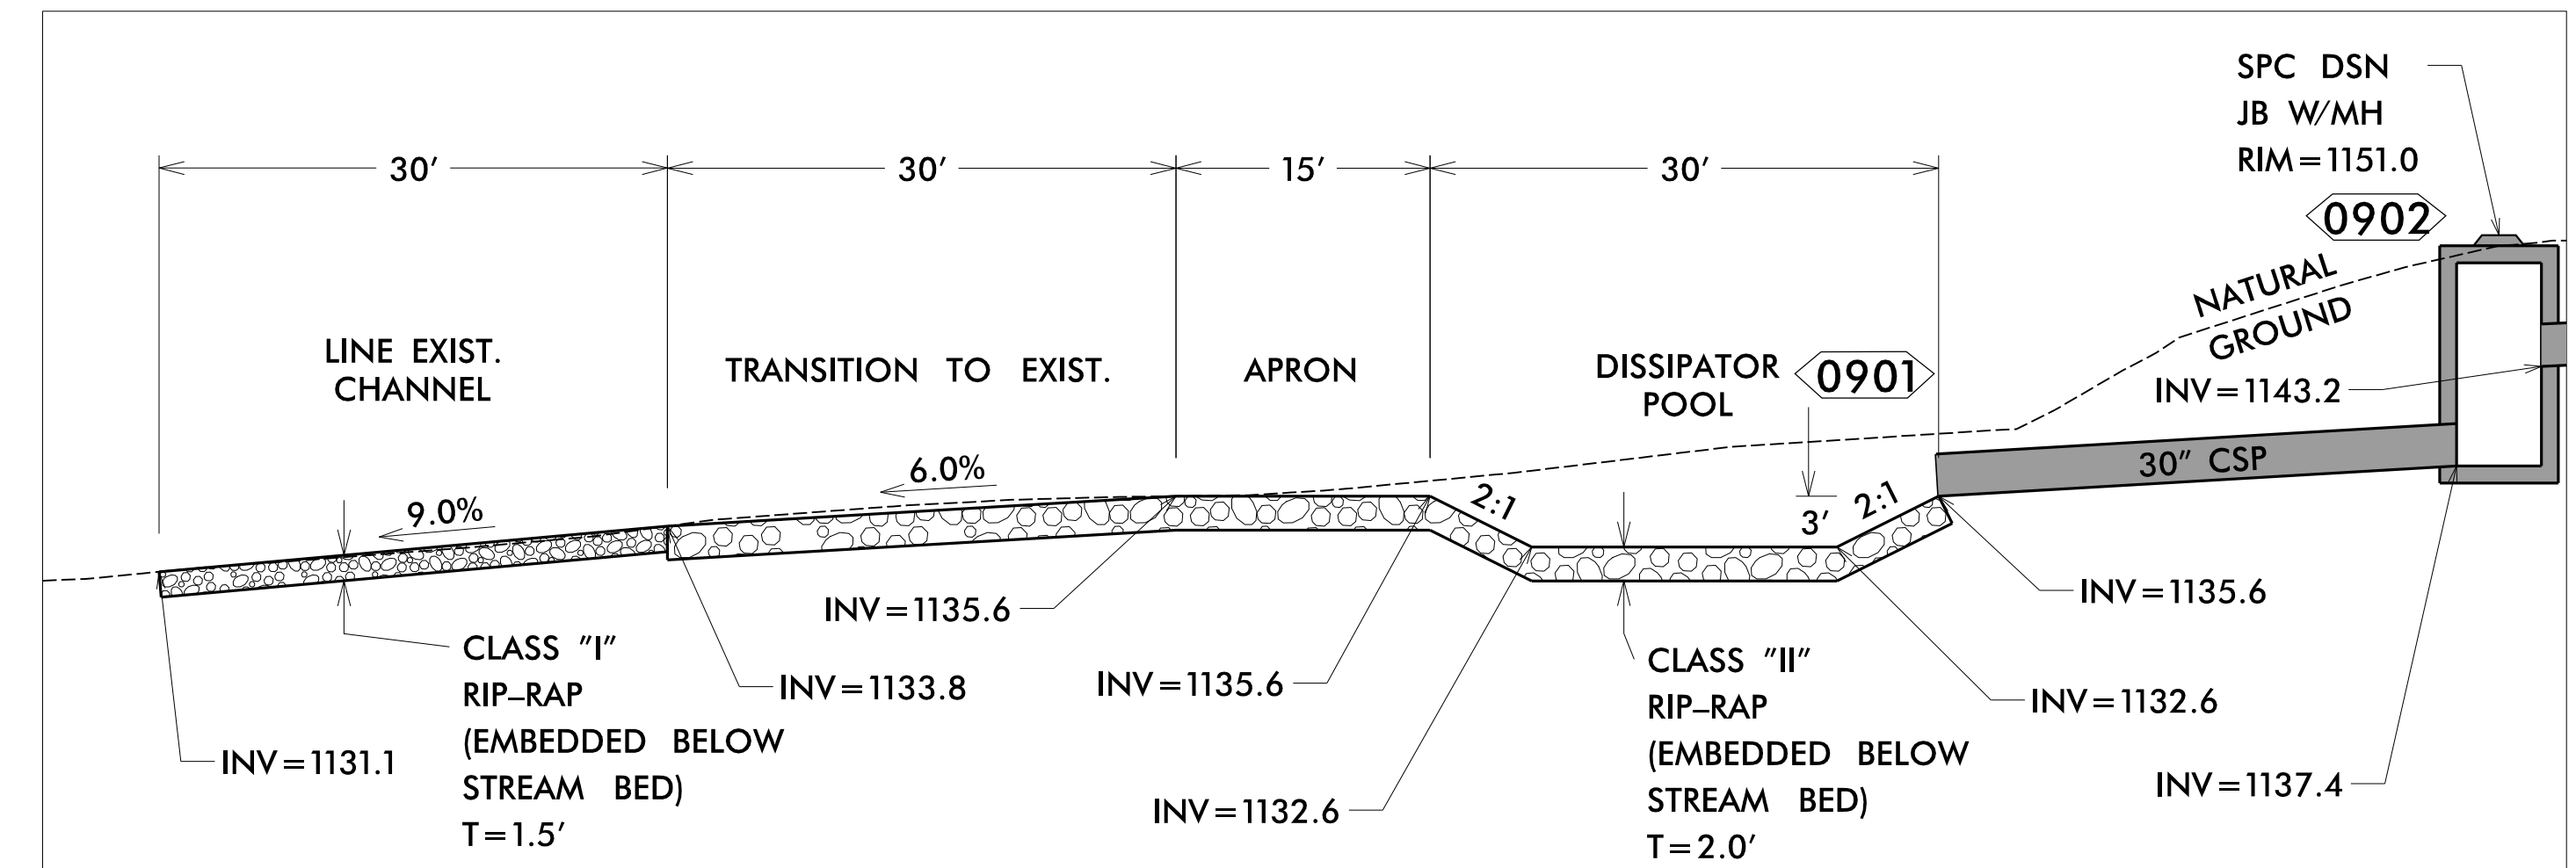 SPC DSN
JB W/MH
RIM=1151.0
0902
30'
30'
15'
30'
NATURAL
GROUND
LINE EXIST.
CHANNEL
TRANSITION TO EXIST.
APRON
DISSIPATOR
POOL
0901
INV=1143.2
30" CSP
9.0%
6.0%
2:1
3'
2:1
INV=1135.6
INV=1135.6
CLASS "I"
RIP-RAP
(EMBEDDED BELOW
STREAM BED)
T=1.5'
INV=1133.8
INV=1135.6
CLASS "II"
RIP-RAP
(EMBEDDED BELOW
STREAM BED)
T=2.0'
INV=1132.6
INV=1131.1
INV=1132.6
INV=1137.4